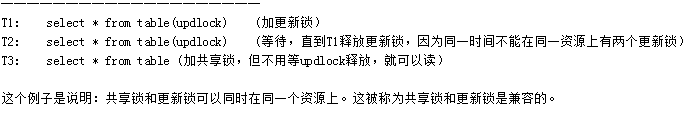 ————————————————————
T1: select * from table(updlock) (加更新锁)
T2: select * from table(updlock) (等待，直到T1释放更新锁，因为同一时间不能在同一资源上有两个更新锁)
T3: select * from table (加共享锁，但不用等updlock释放，就可以读)
这个例子是说明：共享锁和更新锁可以同时在同一个资源上。这被称为共享锁和更新锁是兼容的。